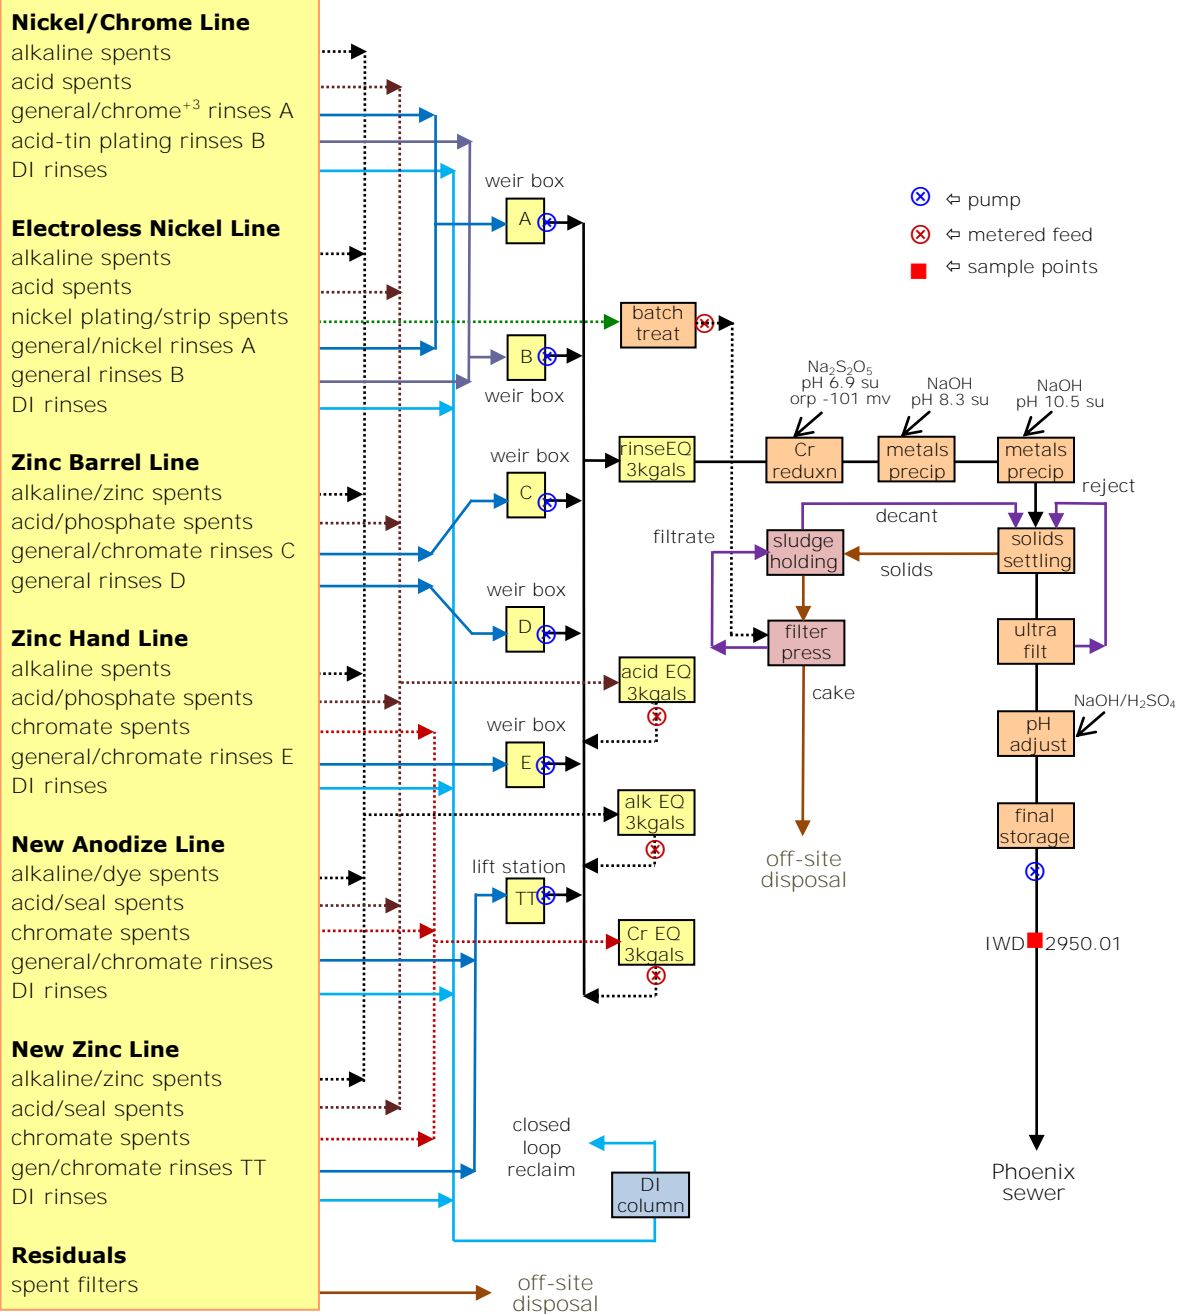 Nickel/Chrome Line
alkaline spents
acid spents
general/chrome⁺³ rinses A
acid-tin plating rinses B
DI rinses
Electroless Nickel Line
alkaline spents
acid spents
nickel plating/strip spents
general/nickel rinses A
general rinses B
DI rinses
Zinc Barrel Line
alkaline/zinc spents
acid/phosphate spents
general/chromate rinses C
general rinses D
Zinc Hand Line
alkaline spents
acid/phosphate spents
chromate spents
general/chromate rinses E
DI rinses
New Anodize Line
alkaline/dye spents
acid/seal spents
chromate spents
general/chromate rinses
DI rinses
New Zinc Line
alkaline/zinc spents
acid/seal spents
chromate spents
gen/chromate rinses TT
DI rinses
Residuals
spent filters
off-site
disposal
weir box
A
B
weir box
weir box
C
weir box
D
weir box
E
lift station
TT
batch
treat
rinseEQ
3kgals
acid EQ
3kgals
alk EQ
3kgals
Cr EQ
3kgals
closed
loop
reclaim
DI
column
⇦ pump
⇦ metered feed
⇦ sample points
Na₂S₂O₅
pH 6.9 su
orp -101 mv
NaOH
pH 8.3 su
NaOH
pH 10.5 su
Cr
reduxn
metals
precip
metals
precip
reject
decant
filtrate
sludge
holding
solids
solids
settling
filter
press
ultra
filt
cake
NaOH/H₂SO₄
pH
adjust
final
storage
off-site
disposal
IWD 2950.01
Phoenix
sewer